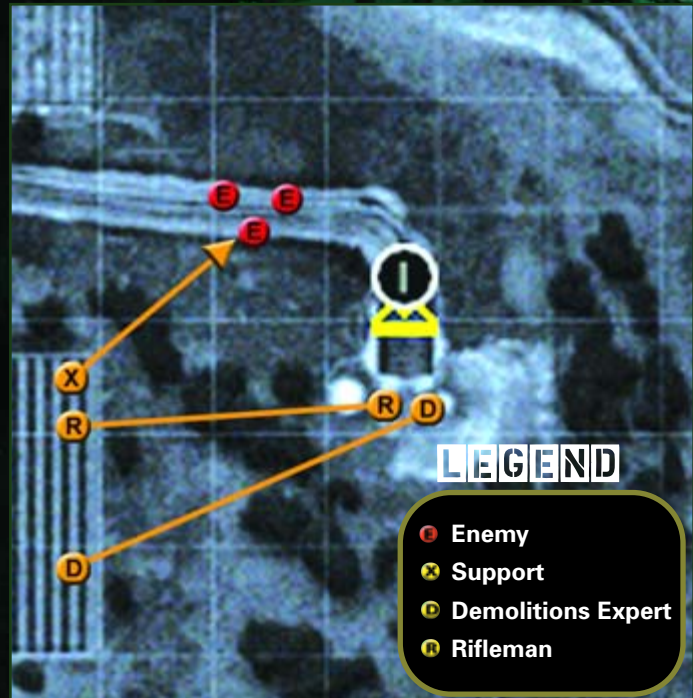 E
E
E
I
X
R
R
D
D
LEGEND
E Enemy
X Support
D Demolitions Expert
R Rifleman